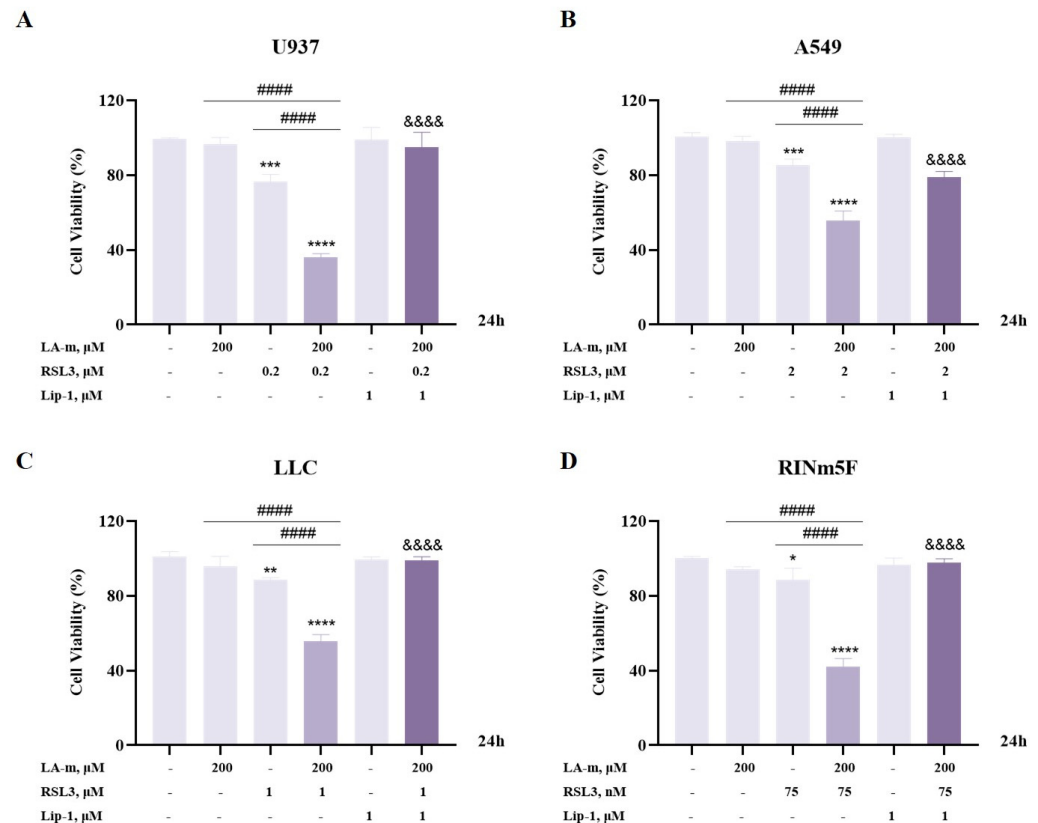 A
U937
####
####
&&&&
***
****
120
80
40
0
Cell Viability (%)
24h
LA-m, μM - 200 - 200 - 200
RSL3, μM - - 0.2 0.2 - 0.2
Lip-1, μM - - - - 1 1
B
A549
####
####
&&&&
***
****
120
80
40
0
Cell Viability (%)
24h
LA-m, μM - 200 - 200 - 200
RSL3, μM - - 2 2 - 2
Lip-1, μM - - - - 1 1
C
LLC
####
####
&&&&
**
****
120
80
40
0
Cell Viability (%)
24h
LA-m, μM - 200 - 200 - 200
RSL3, μM - - 1 1 - 1
Lip-1, μM - - - - 1 1
D
RINm5F
####
####
&&&&
*
****
120
80
40
0
Cell Viability (%)
24h
LA-m, μM - 200 - 200 - 200
RSL3, nM - - 75 75 - 75
Lip-1, μM - - - - 1 1